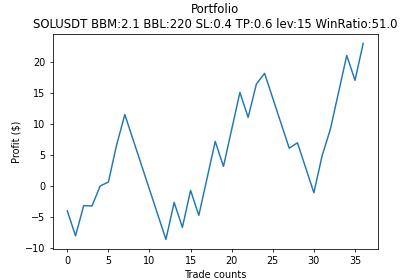 Portfolio
SOLUSDT BBM:2.1 BBL:220 SL:0.4 TP:0.6 lev:15 WinRatio:51.0
20
15
10
5
0
−5
−10
Profit ($)
0 5 10 15 20 25 30 35
Trade counts